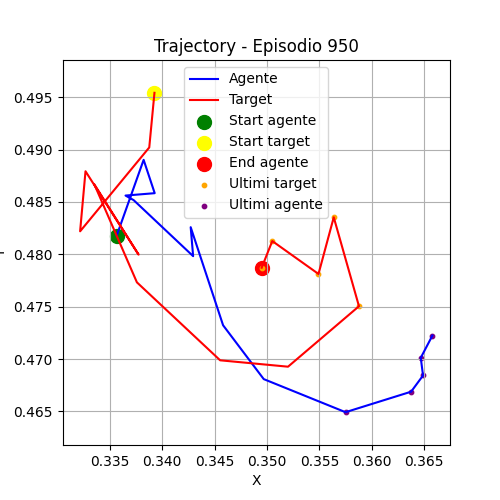 Trajectory - Episodio 950
Agente
Target
Start agente
Start target
End agente
Ultimi target
Ultimi agente
0.495
0.490
0.485
0.480
0.475
0.470
0.465
0.335
0.340
0.345
0.350
0.355
0.360
0.365
X